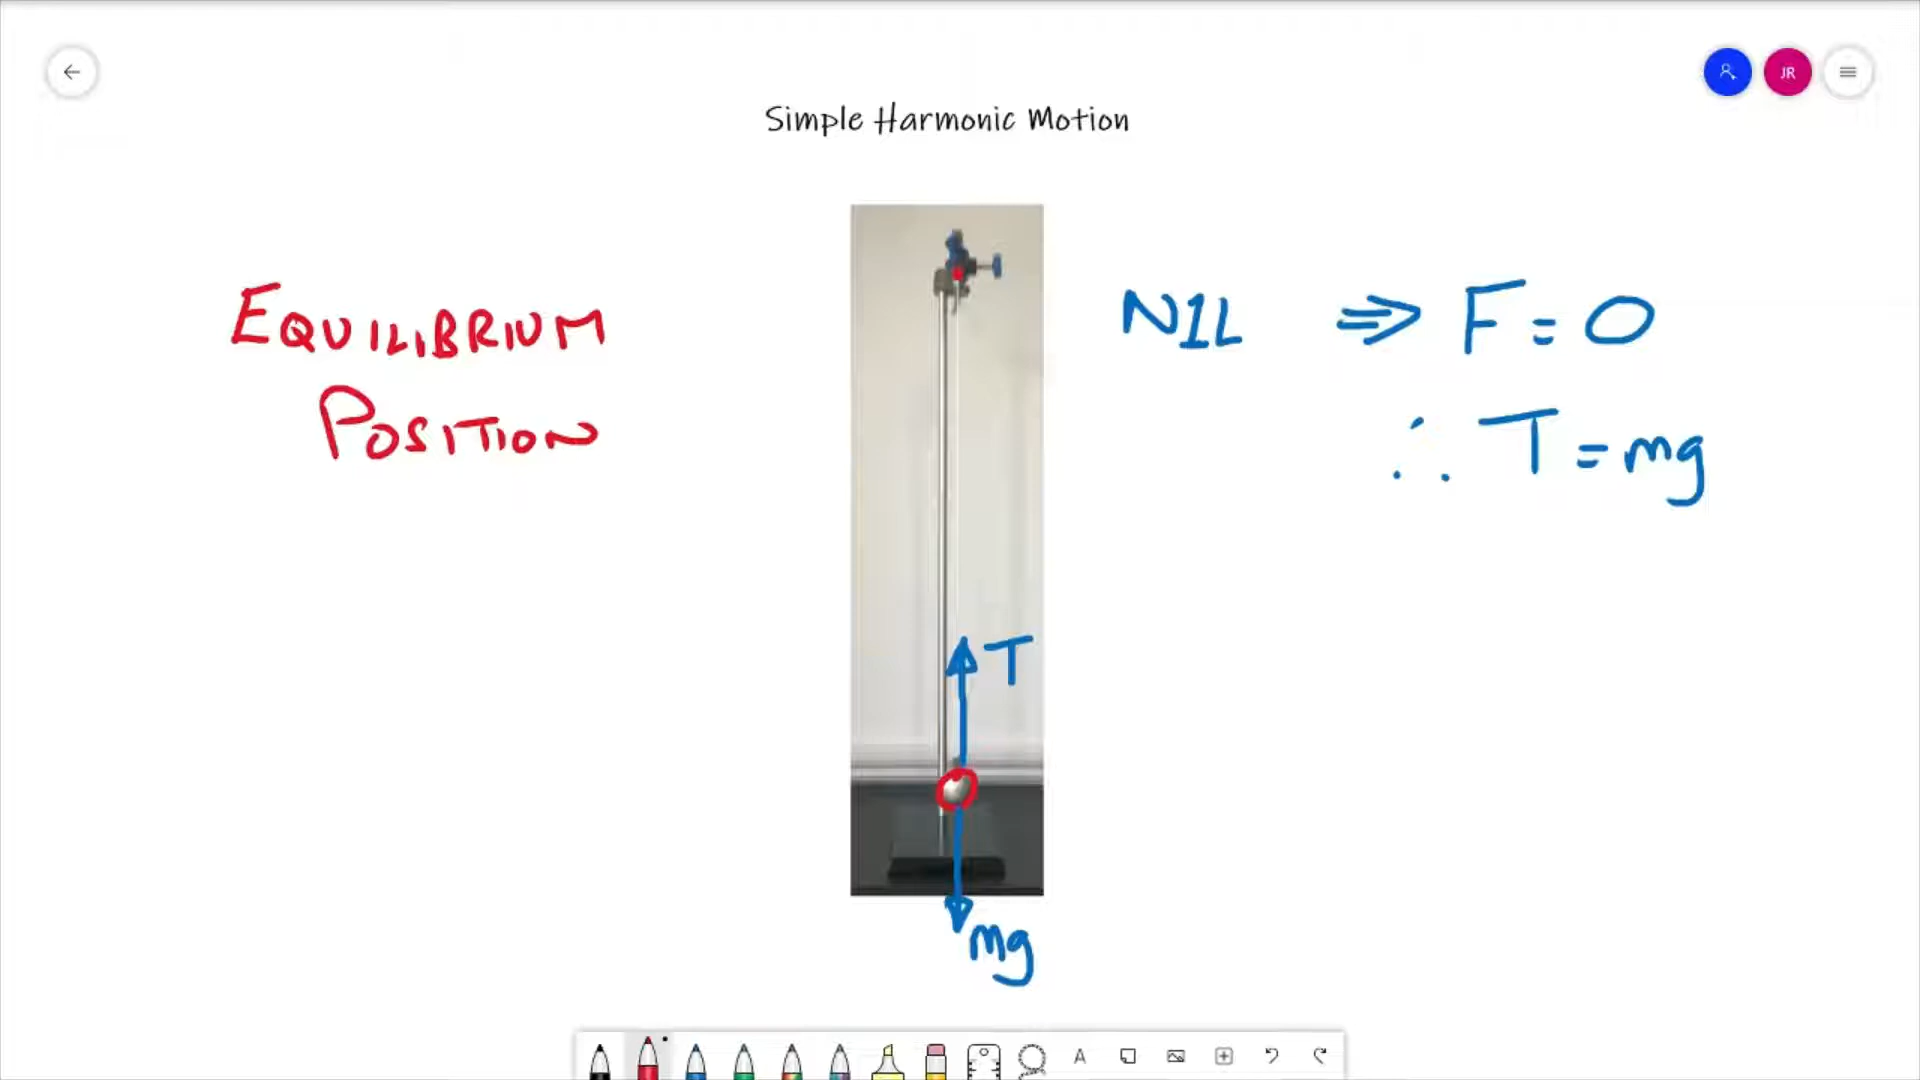 JR
Simple Harmonic Motion
EQUILIBRIUM
POSITION
N1L ⇒ F = 0
∴ T = mg
T
mg
A